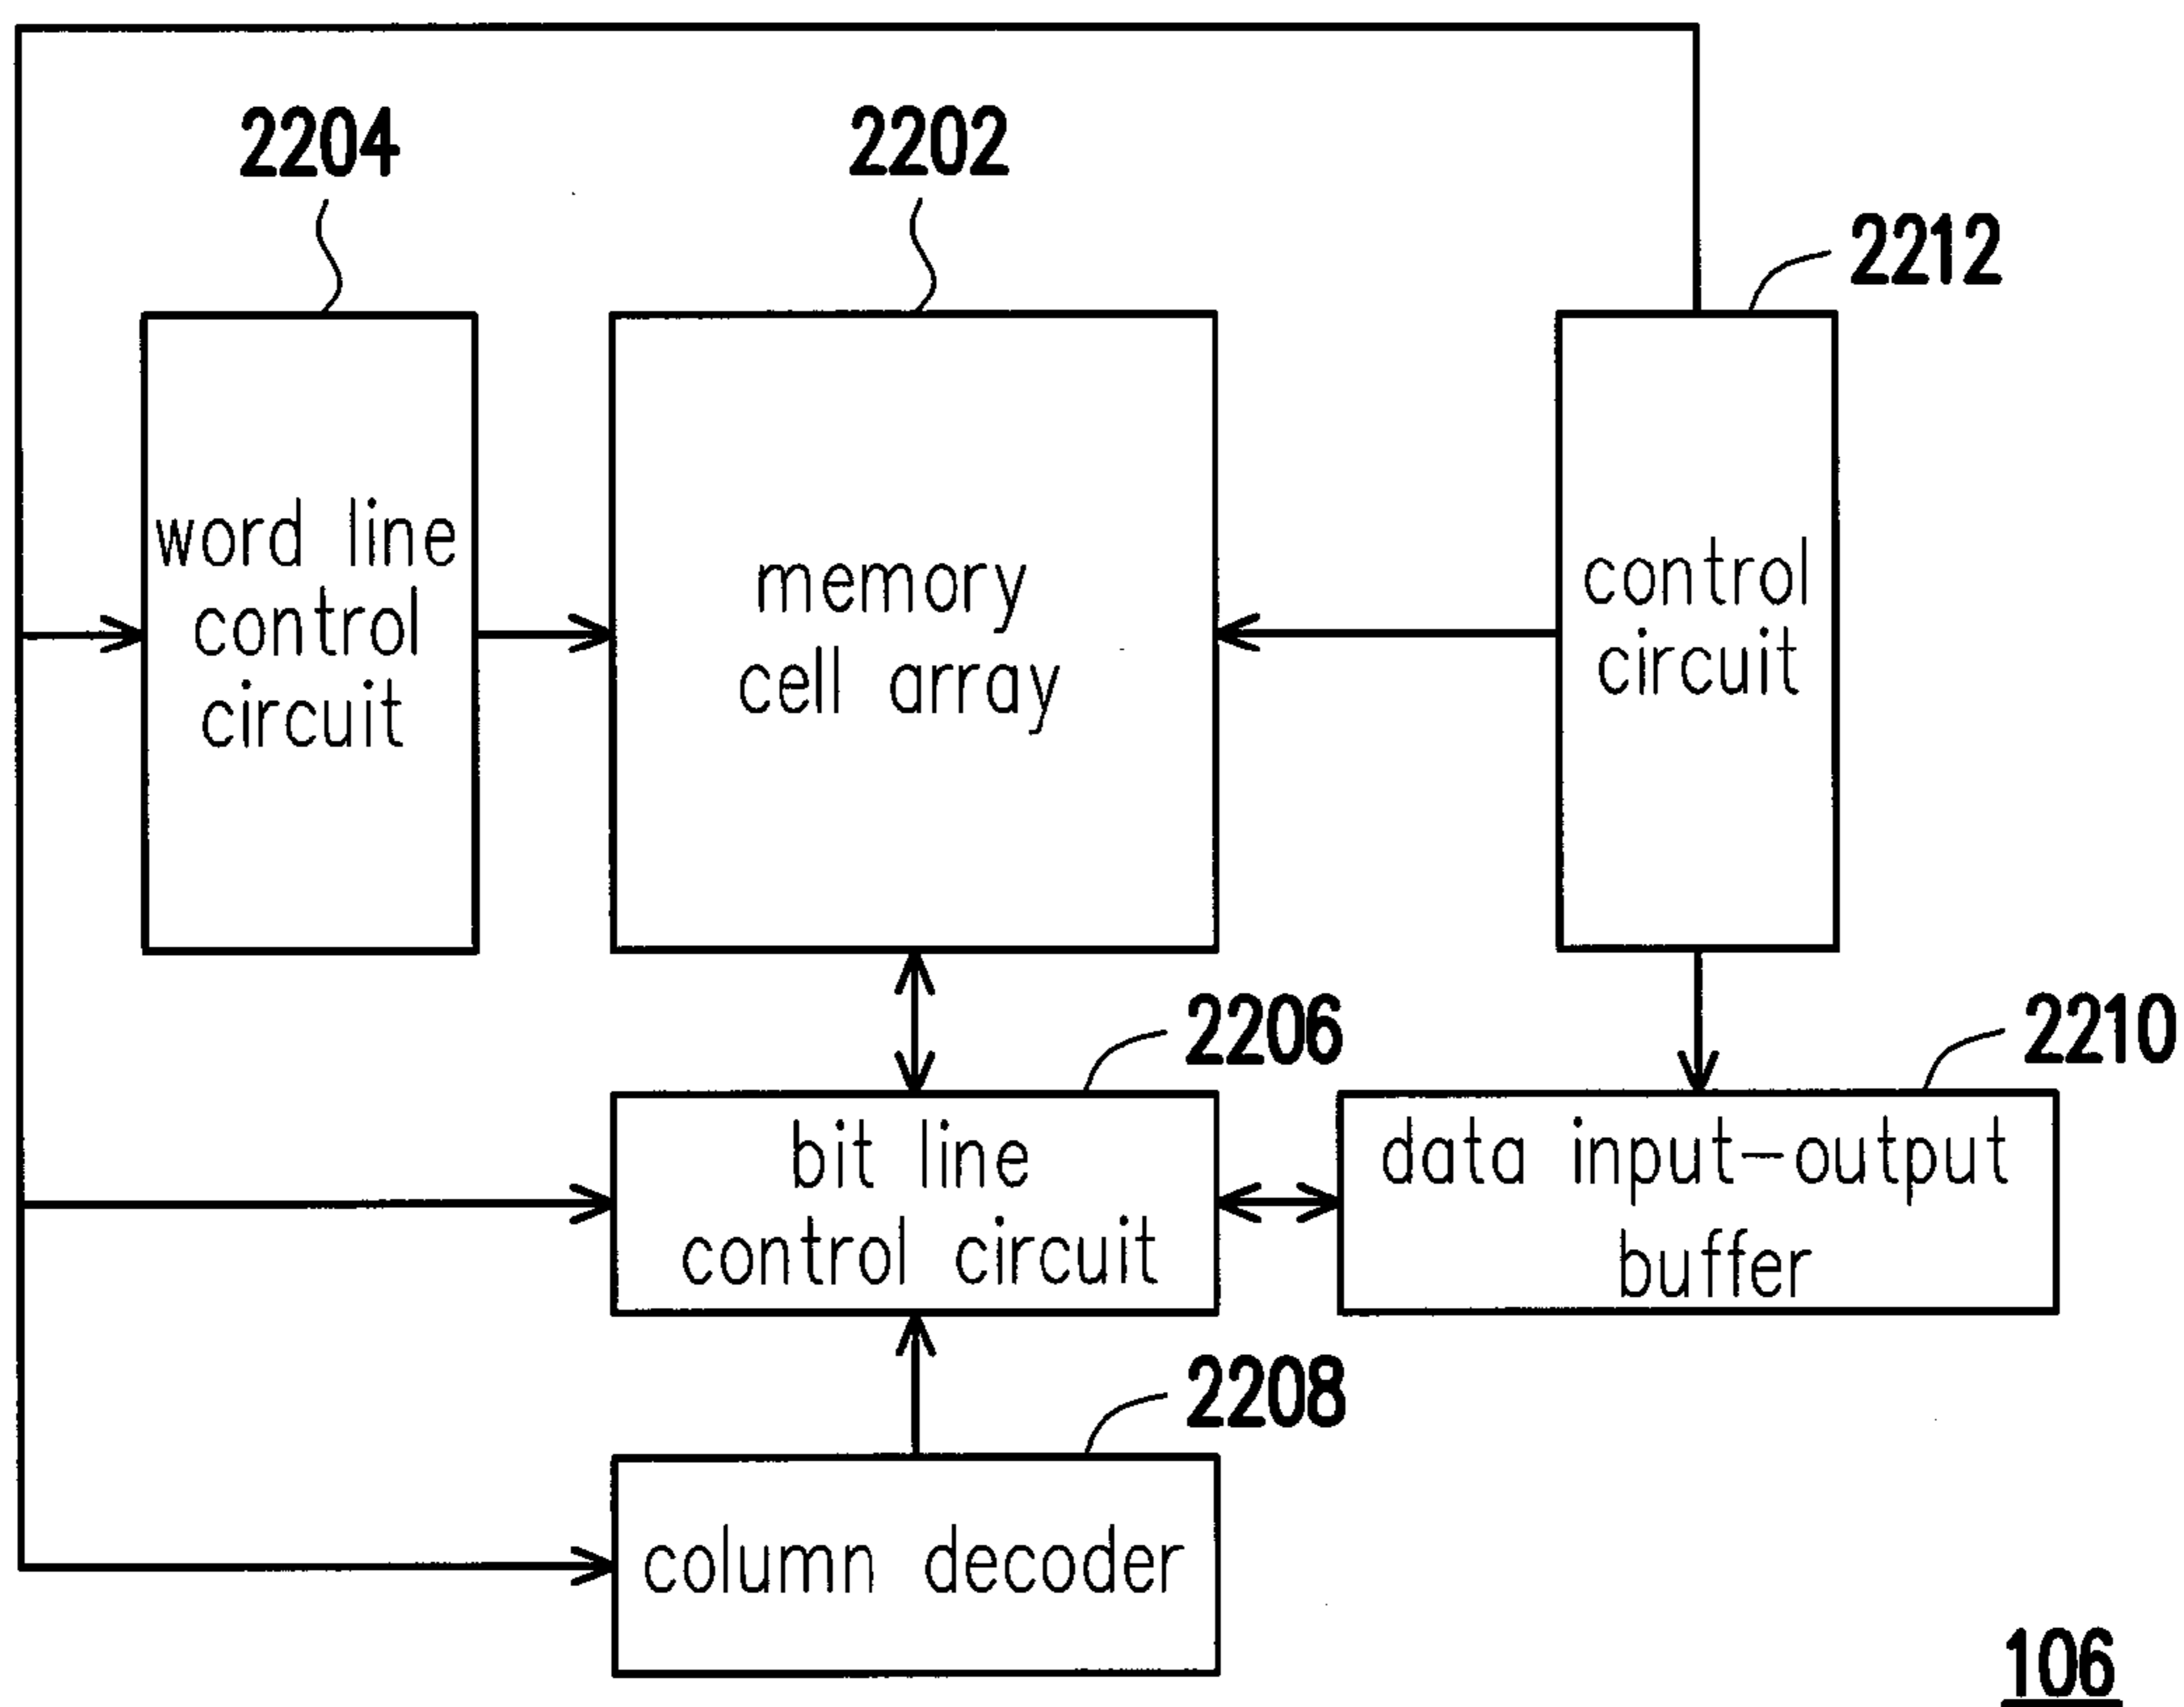 2204
2202
2212
word line
control
circuit
memory
cell array
control
circuit
2206
2210
bit line
control circuit
data input-output
buffer
2208
column decoder
106